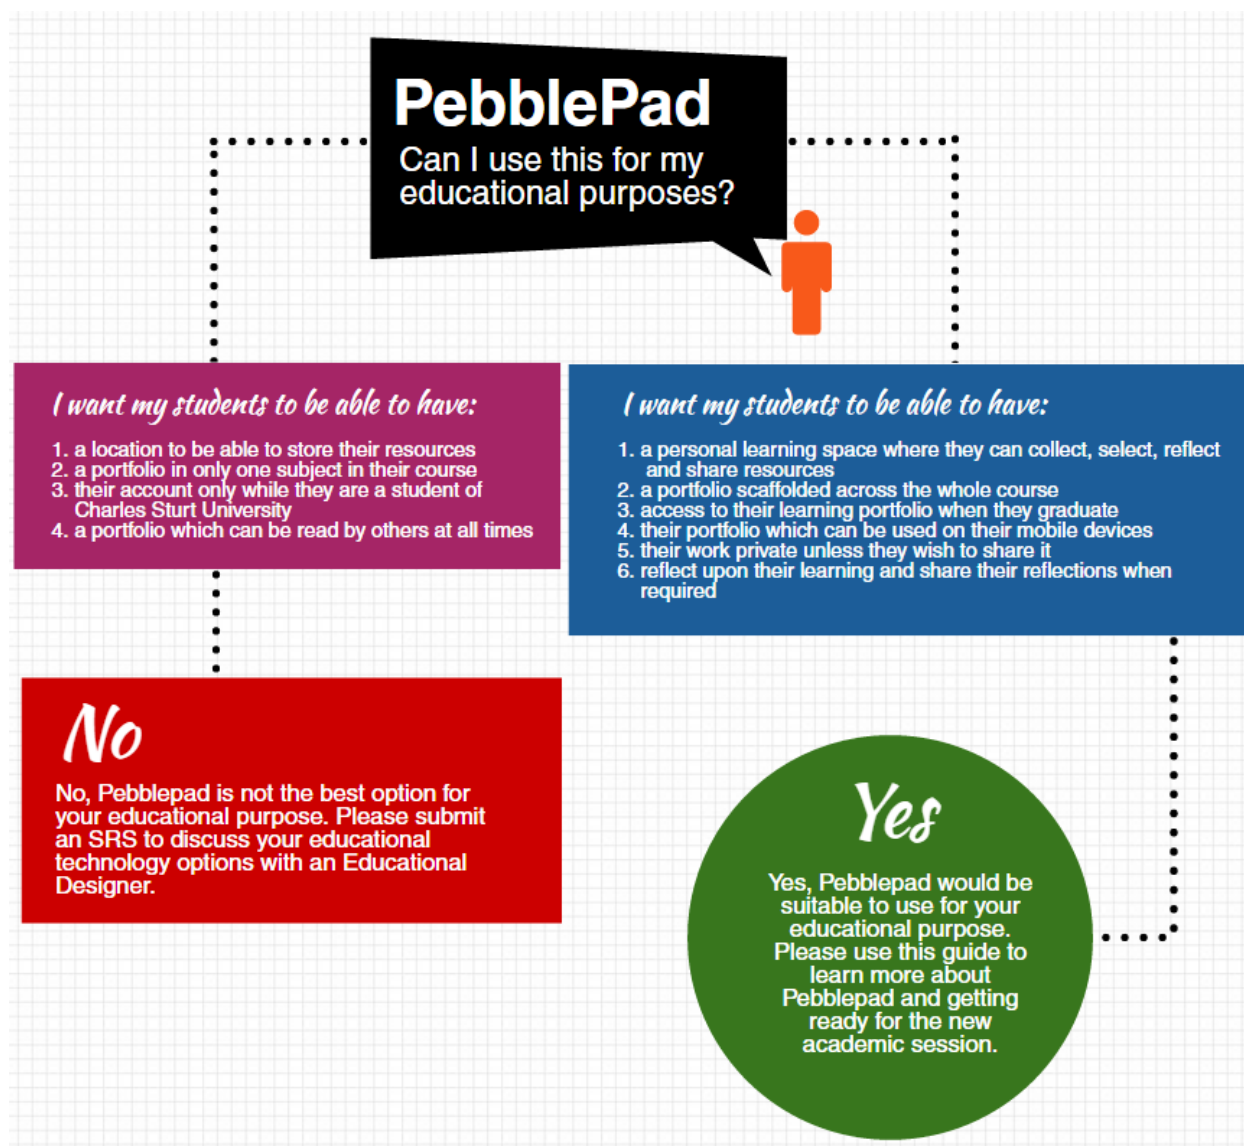 PebblePad
Can I use this for my
educational purposes?
I want my students to be able to have:
1. a location to be able to store their resources
2. a portfolio in only one subject in their course
3. their account only while they are a student of
Charles Sturt University
4. a portfolio which can be read by others at all times
I want my students to be able to have:
1. a personal learning space where they can collect, select, reflect
and share resources
2. a portfolio scaffolded across the whole course
3. access to their learning portfolio when they graduate
4. their portfolio which can be used on their mobile devices
5. their work private unless they wish to share it
6. reflect upon their learning and share their reflections when
required
No
No, Pebblepad is not the best option for
your educational purpose. Please submit
an SRS to discuss your educational
technology options with an Educational
Designer.
Yes
Yes, Pebblepad would be
suitable to use for your
educational purpose.
Please use this guide to
learn more about
Pebblepad and getting
ready for the new
academic session.